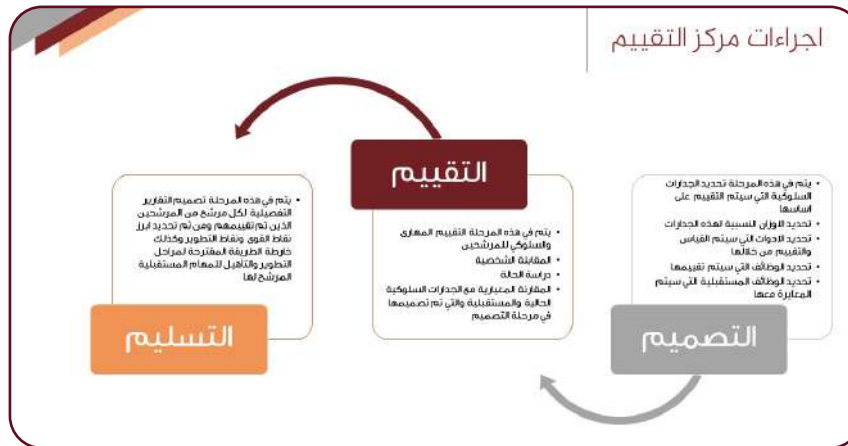 اجراءات مركز التقييم
• يتم في هذه المرحلة تحديد الجدارات
السلوكية التي سيتم التقييم على
اساسها
• تحديد الاوزان النسبية لهذه الجدارات
• تحديد الادوات التي سيتم القياس
والتقييم من خلالها
• تحديد الوظائف التي سيتم تقييمها
• تحديد الوظائف المستقبلية التي سيتم
المعايرة معها
التصميم
التقييم
• يتم في هذه المرحلة التقييم المهاري
والسلوكي للمرشحين
• المقابلة الشخصية
• دراسة الحالة
• المقارنة المعيارية مع الجدارات السلوكية
الحالية والمستقبلية والتي تم تصميمها
في مرحلة التصميم
• يتم في هذه المرحلة تصميم التقارير
التفصيلية لكل مرشح من المرشحين
الذين تم تقييمهم ومن ثم تحديد ابرز
نقاط القوى ونقاط التطوير وكذلك
خارطة الطريقة المقترحة لمراحل
التطوير والتأهيل للمهام المستقبلية
المرشح لها
التسليم